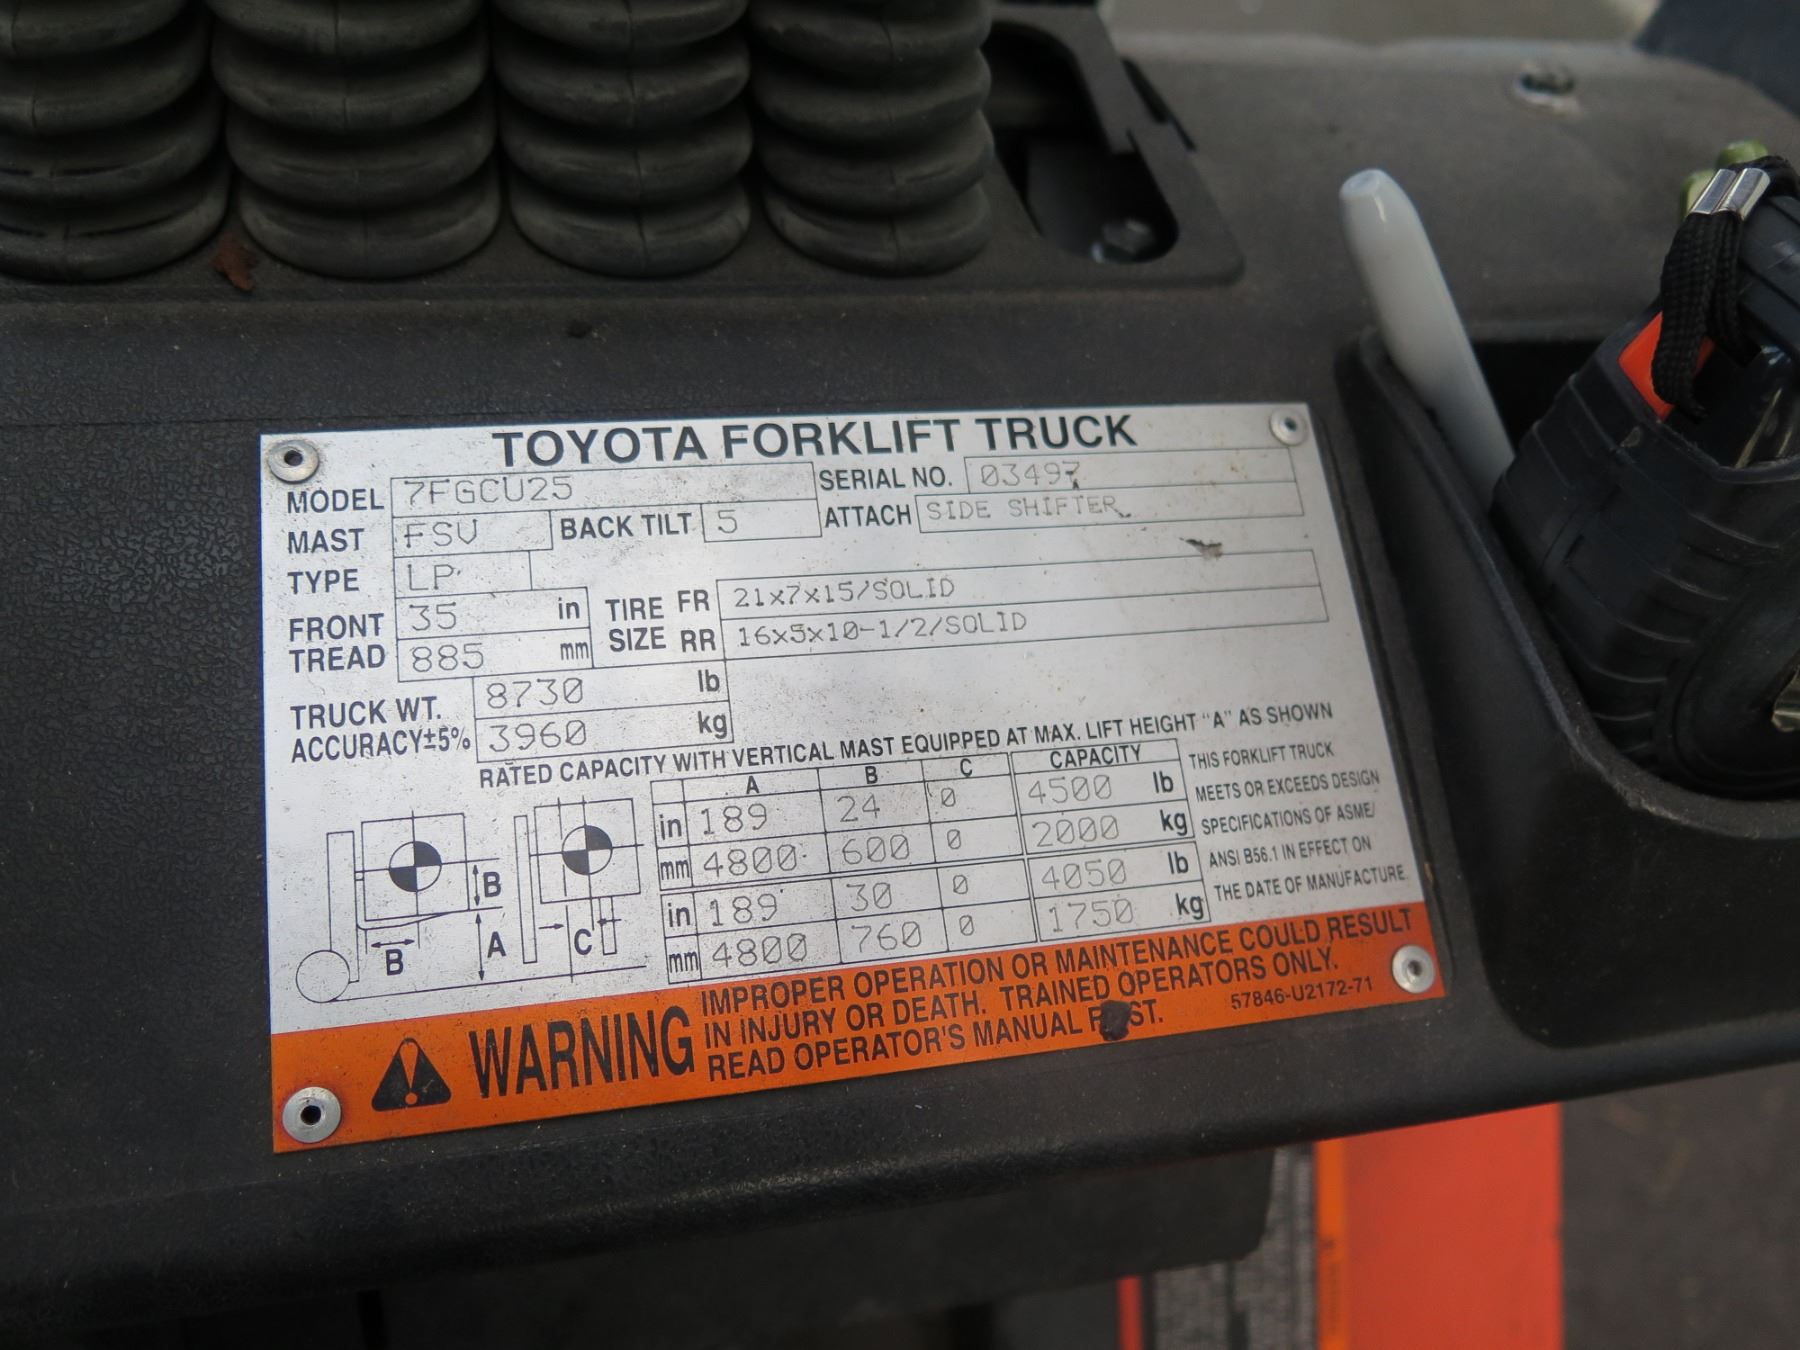 TOYOTA FORKLIFT TRUCK
MODEL 7FGCU25 SERIAL NO. 03497
MAST FSV BACK TILT 5 ATTACH SIDE SHIFTER
TYPE LP
FRONT TREAD 35 in TIRE SIZE FR 21x7x15/SOLID
885 mm RR 16x5x10-1/2/SOLID
TRUCK WT. 8730 lb
ACCURACY±5% 3960 kg
RATED CAPACITY WITH VERTICAL MAST EQUIPPED AT MAX. LIFT HEIGHT "A" AS SHOWN
A B C CAPACITY
in 189 24 0 4500 lb
mm 4800 600 0 2000 kg
in 189 30 0 4050 lb
mm 4800 760 0 1750 kg
B
B
A
C
THIS FORKLIFT TRUCK
MEETS OR EXCEEDS DESIGN
SPECIFICATIONS OF ASME/
ANSI B56.1 IN EFFECT ON
THE DATE OF MANUFACTURE.
WARNING
IMPROPER OPERATION OR MAINTENANCE COULD RESULT
IN INJURY OR DEATH. TRAINED OPERATORS ONLY.
READ OPERATOR'S MANUAL FIRST.
57846-U2172-71